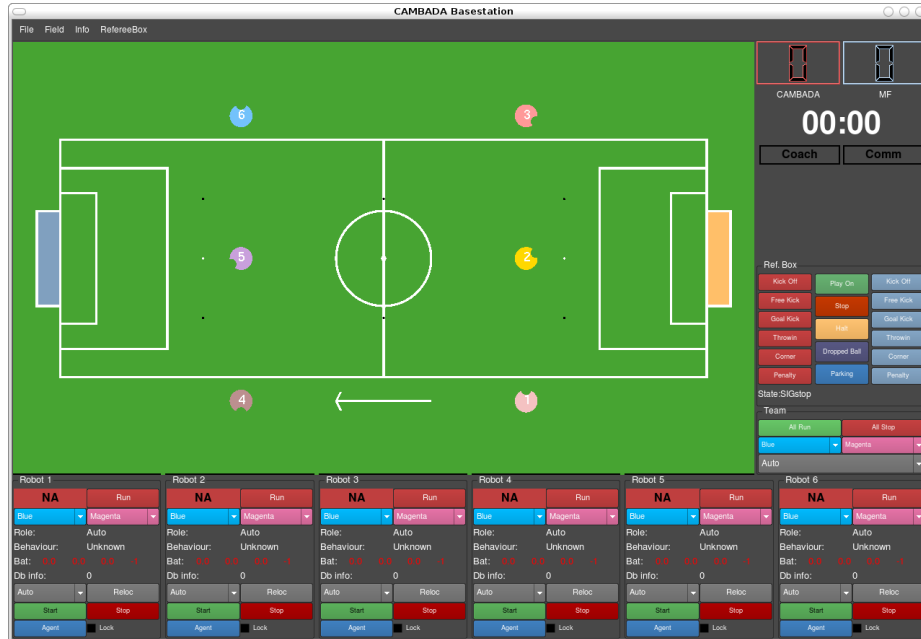 CAMBADA Basestation
File Field Info RefereeBox
0 0
CAMBADA MF
00:00
Coach Comm
6 3
5 2
4 1
Ref. Box
Kick Off Play On Kick Off
Free Kick Stop Free Kick
Goal Kick Halt Goal Kick
Throwin Dropped Ball Throwin
Corner Parking Corner
Penalty Penalty
State:SIGstop
Team
All Run All Stop
Blue Magenta
Auto
Robot 1 Robot 2 Robot 3 Robot 4 Robot 5 Robot 6
NA Run NA Run NA Run NA Run NA Run NA Run
Blue Magenta Blue Magenta Blue Magenta Blue Magenta Blue Magenta Blue Magenta
Role: Auto Role: Auto Role: Auto Role: Auto Role: Auto Role: Auto
Behaviour: Unknown Behaviour: Unknown Behaviour: Unknown Behaviour: Unknown Behaviour: Unknown Behaviour: Unknown
Bat: Bat: Bat: Bat: Bat: Bat:
Db info: 0 Db info: 0 Db info: 0 Db info: 0 Db info: 0 Db info: 0
Auto Reloc Auto Reloc Auto Reloc Auto Reloc Auto Reloc Auto Reloc
Start Stop Start Stop Start Stop Start Stop Start Stop Start Stop
Agent Lock Agent Lock Agent Lock Agent Lock Agent Lock Agent Lock